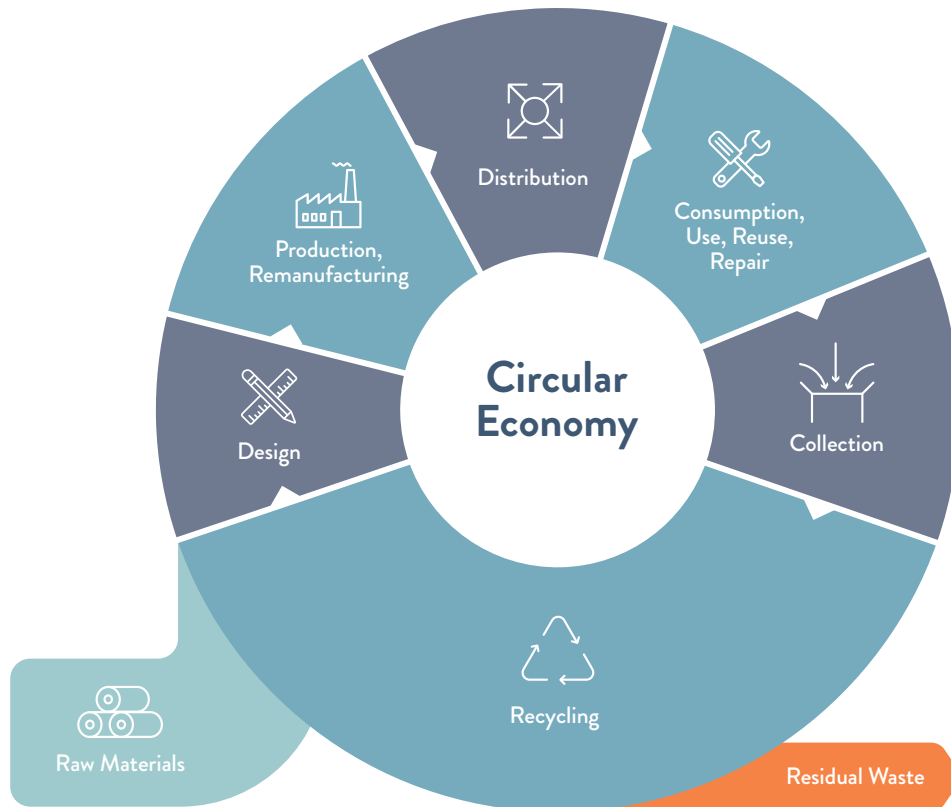 Distribution
Consumption,
Use, Reuse,
Repair
Production,
Remanufacturing
Circular
Economy
Collection
Design
Recycling
Raw Materials
Residual Waste